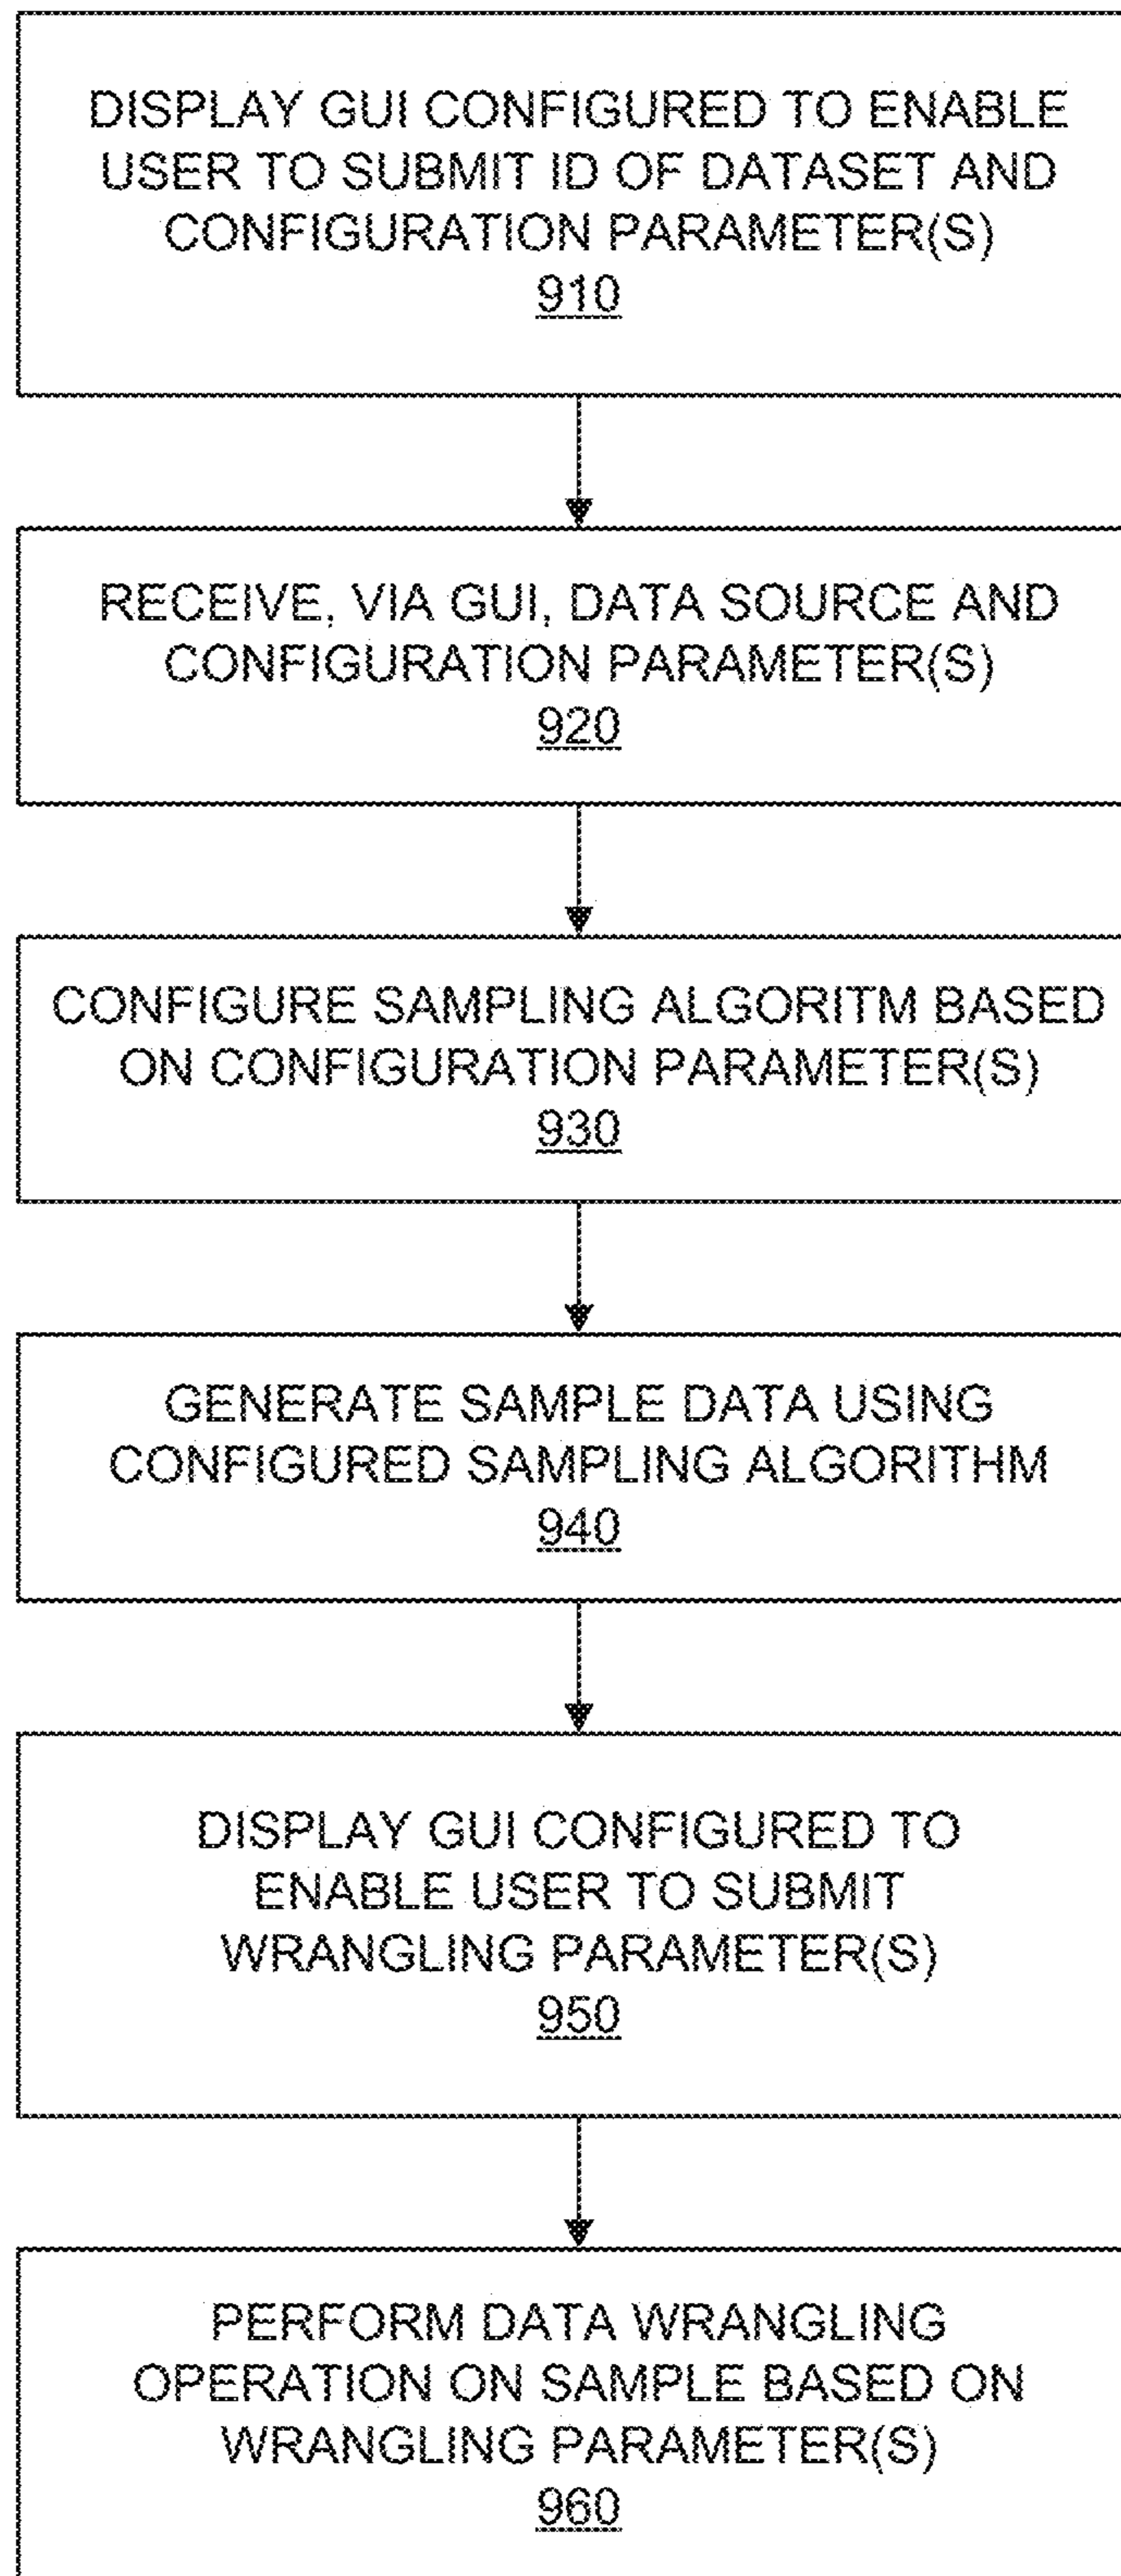 DISPLAY GUI CONFIGURED TO ENABLE
USER TO SUBMIT ID OF DATASET AND
CONFIGURATION PARAMETER(S)
910
RECEIVE, VIA GUI, DATA SOURCE AND
CONFIGURATION PARAMETER(S)
920
CONFIGURE SAMPLING ALGORITM BASED
ON CONFIGURATION PARAMETER(S)
930
GENERATE SAMPLE DATA USING
CONFIGURED SAMPLING ALGORITHM
940
DISPLAY GUI CONFIGURED TO
ENABLE USER TO SUBMIT
WRANGLING PARAMETER(S)
950
PERFORM DATA WRANGLING
OPERATION ON SAMPLE BASED ON
WRANGLING PARAMETER(S)
960